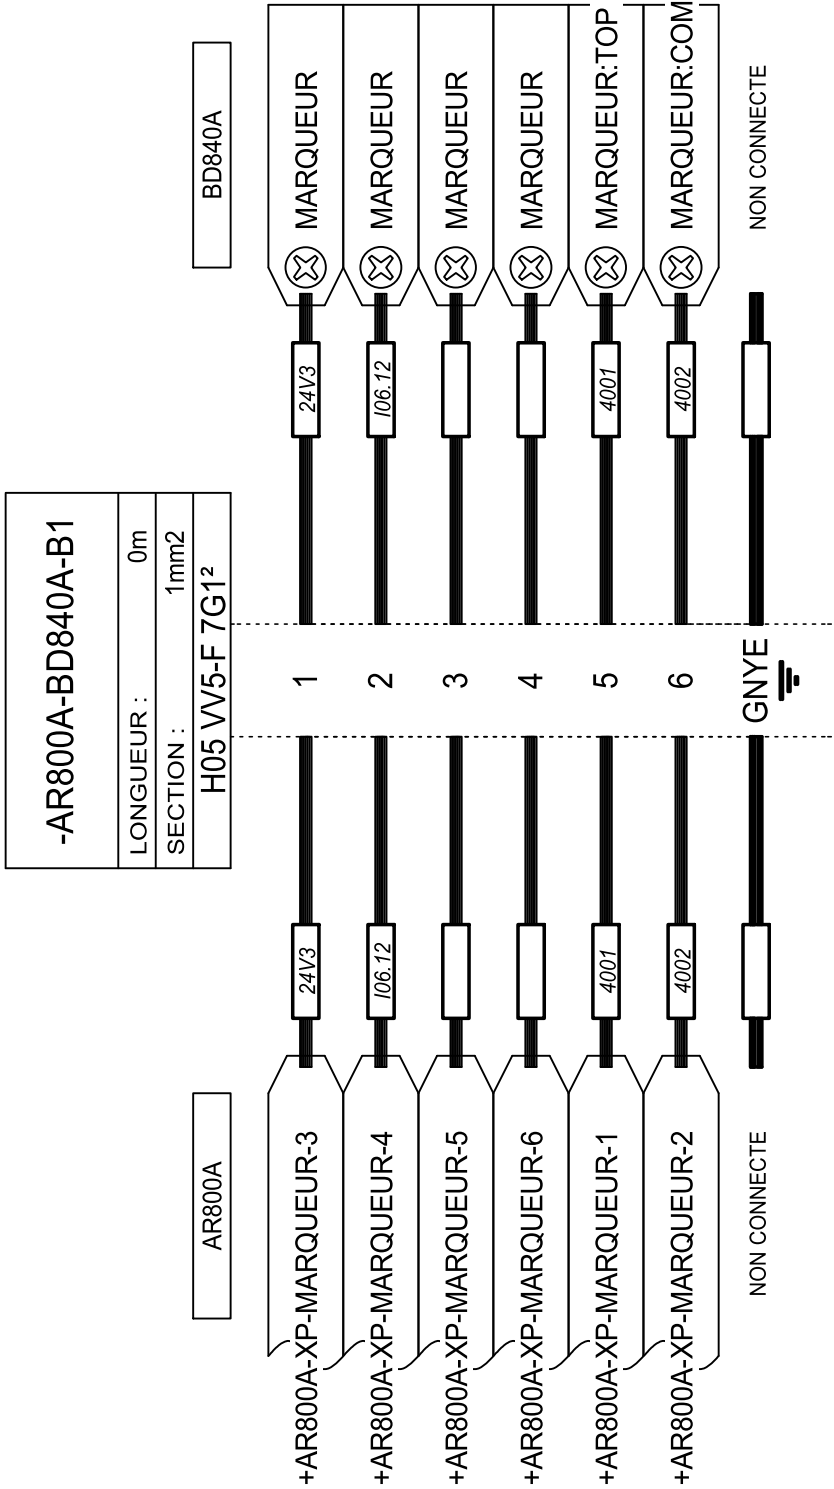 -AR800A-BD840A-B1
LONGUEUR : 0m
SECTION : 1mm2
H05 VV5-F 7G1²
AR800A
BD840A
+AR800A-XP-MARQUEUR-3 24V3 1 24V3 MARQUEUR
+AR800A-XP-MARQUEUR-4 I06.12 2 I06.12 MARQUEUR
+AR800A-XP-MARQUEUR-5 3 MARQUEUR
+AR800A-XP-MARQUEUR-6 4 MARQUEUR
+AR800A-XP-MARQUEUR-1 4001 5 4001 MARQUEUR:TOP
+AR800A-XP-MARQUEUR-2 4002 6 4002 MARQUEUR:COM
NON CONNECTE GNYE NON CONNECTE